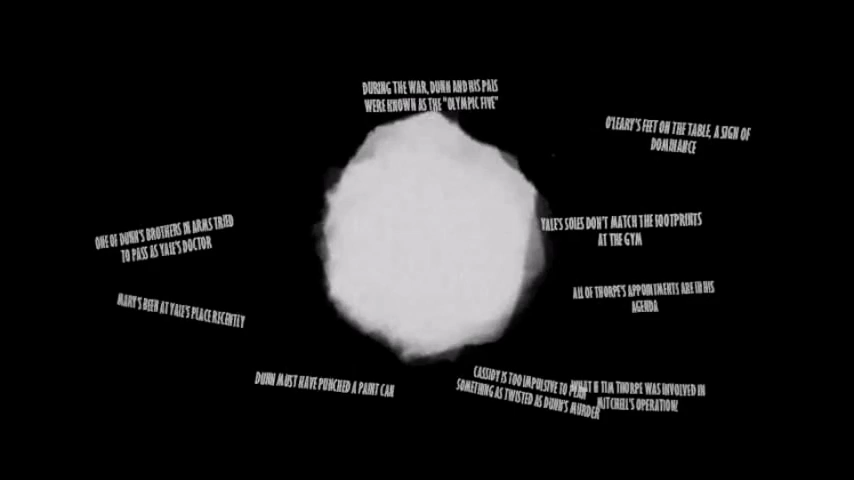 DURING THE WAR, DUNN AND HIS PALS
WERE KNOWN AS THE "OLYMPIC FIVE"
O'LEARY'S FEET ON THE TABLE, A SIGN OF
DOMINANCE
ONE OF DUNN'S BROTHERS IN ARMS TRIED
TO PASS AS YALE'S DOCTOR
YALE'S SOLES DON'T MATCH THE FOOTPRINTS
AT THE GYM
ALL OF THORPE'S APPOINTMENTS ARE IN HIS
AGENDA
MARY'S BEEN AT YALE'S PLACE RECENTLY
DUNN MUST HAVE PUNCHED A PAINT CAN
CASSIDY IS TOO IMPULSIVE TO PLAN
SOMETHING AS TWISTED AS DUNN'S MURDER
WHAT IF TIM THORPE WAS INVOLVED IN
MITCHELL'S OPERATION?